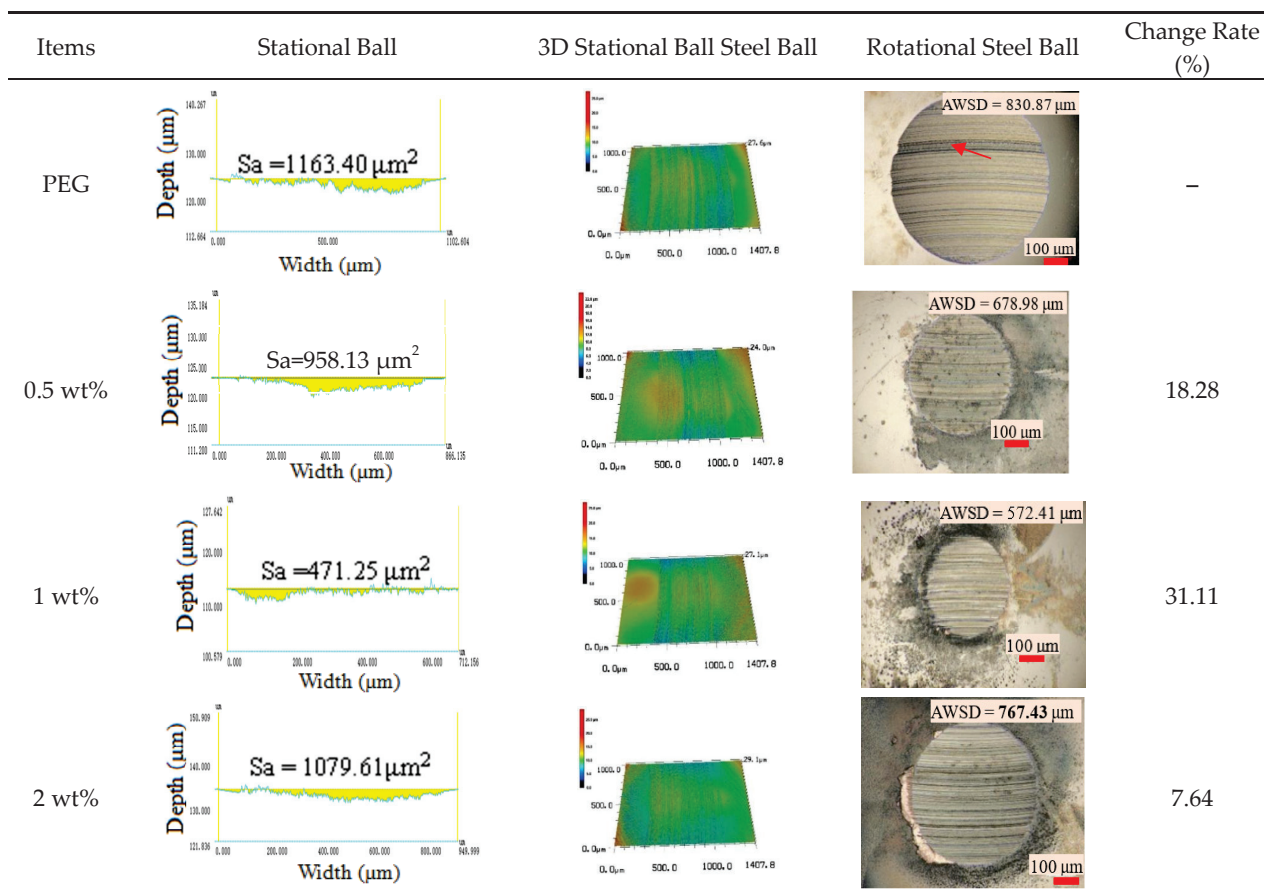 Items Stational Ball 3D Stational Ball Steel Ball Rotational Steel Ball Change Rate (%)
PEG
um
140.267
130.000
120.000
112.664
Depth (μm)
Sa =1163.40 μm²
0.000 500.000 1102.604
Width (μm)
1000.0
500.0
0.0μm
27.6μm
0.0μm 500.0 1000.0 1407.8
AWSD = 830.87 μm
100 μm
–
0.5 wt%
um
135.184
130.000
125.000
120.000
115.000
111.200
Depth (μm)
Sa=958.13 μm²
0.000 200.000 400.000 600.000 866.135
Width (μm)
1000.0
500.0
0.0μm
24.0μm
0.0μm 500.0 1000.0 1407.8
AWSD = 678.98 μm
100 μm
18.28
1 wt%
um
127.642
120.000
110.000
100.579
Depth (μm)
Sa =471.25 μm²
0.000 200.000 400.000 600.000 712.156
Width (μm)
1000.0
500.0
0.0μm
27.1μm
0.0μm 500.0 1000.0 1407.8
AWSD = 572.41 μm
100 μm
31.11
2 wt%
um
150.909
140.000
130.000
121.836
Depth (μm)
Sa = 1079.61μm²
0.000 200.000 400.000 600.000 800.000 949.999
Width (μm)
1000.0
500.0
0.0μm
29.1μm
0.0μm 500.0 1000.0 1407.8
AWSD = 767.43 μm
100 μm
7.64